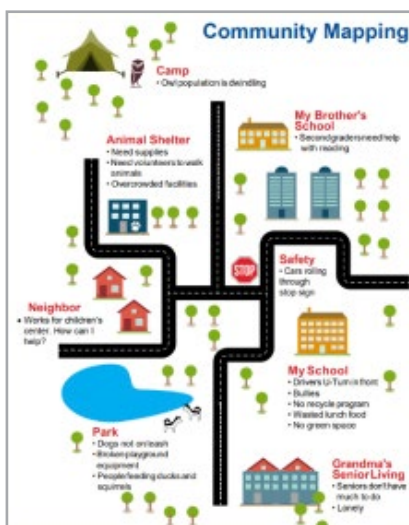 Community Mapping
Camp
• Owl population is dwindling
My Brother's
School
• Second graders need help
with reading
Animal Shelter
• Need supplies
• Need volunteers to walk
animals
• Overcrowded facilities
STOP
Safety
• Cars rolling
through
stop sign
Neighbor
• Works for children's
center. How can I
help?
My School
• Drivers U-Turn in front
• Bullies
• No recycle program
• Wasted lunch food
• No green space
Park
• Dogs not on leash
• Broken playground
equipment
• People feeding ducks and
squirrels
Grandma's
Senior Living
• Seniors don't have
much to do
• Lonely